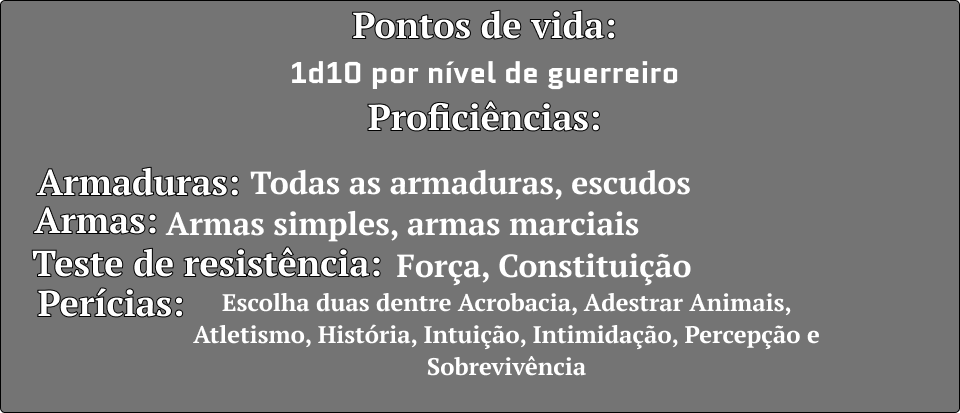 Pontos de vida:
1d10 por nível de guerreiro
Proficiências:
Armaduras: Todas as armaduras, escudos
Armas: Armas simples, armas marciais
Teste de resistência: Força, Constituição
Perícias: Escolha duas dentre Acrobacia, Adestrar Animais,
Atletismo, História, Intuição, Intimidação, Percepção e
Sobrevivência